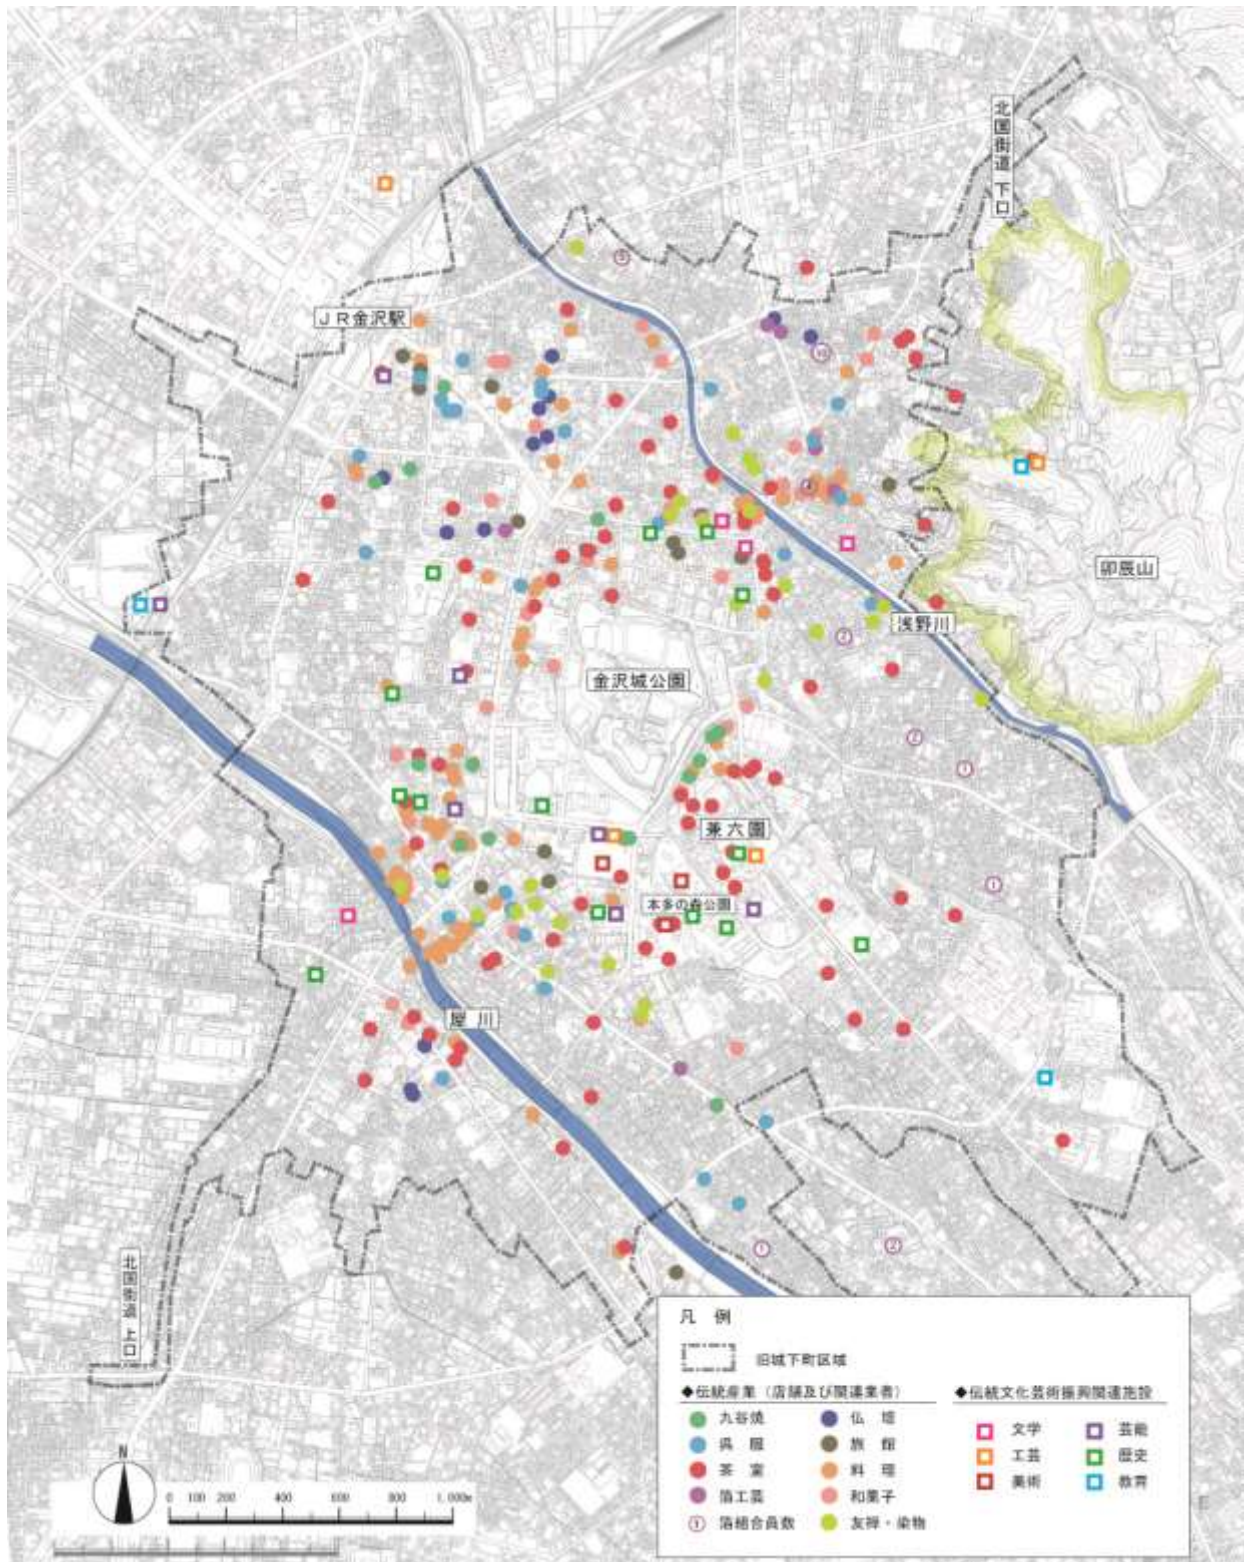 北国街道 下口
JR金沢駅
卯辰山
浅野川
金沢城公園
兼六園
本多の森公園
犀川
北国街道 上口
N
0 100 200 400 600 800 1,000m
凡 例
旧城下町区域
◆伝統産業(店舗及び関連業者)
九谷焼
仏 壇
呉 服
旅 館
茶 室
料 理
箔工芸
和菓子
箔組合員数
友禅・染物
◆伝統文化芸術振興関連施設
文学
芸能
工芸
歴史
美術
教育